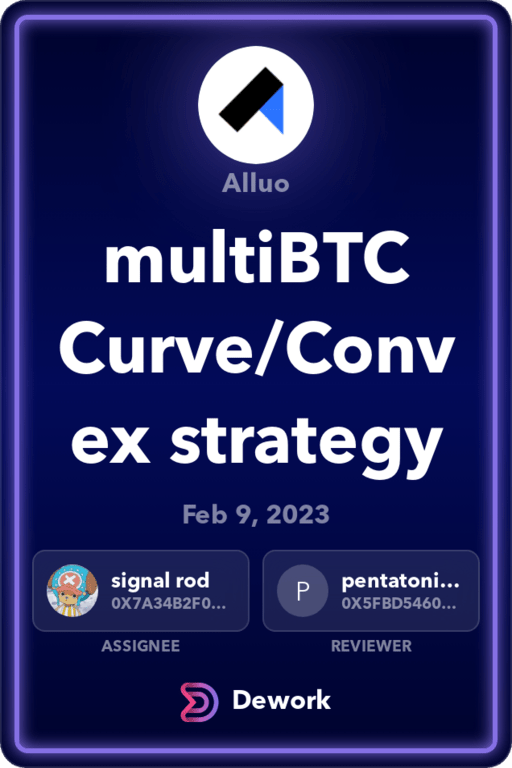 Alluo
multiBTC
Curve/Conv
ex strategy
Feb 9, 2023
signal rod
0X7A34B2F0...
ASSIGNEE
P
pentatoni...
0X5FBD5460...
REVIEWER
Dework